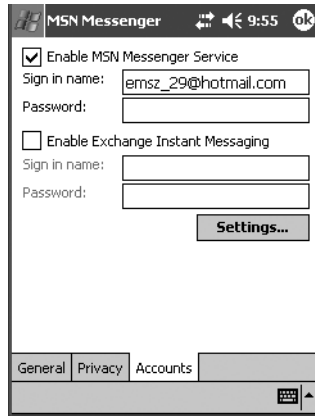 MSN Messenger 9:55 ok
Enable MSN Messenger Service
Sign in name: emsz_29@hotmail.com
Password:
Enable Exchange Instant Messaging
Sign in name:
Password:
Settings...
General Privacy Accounts